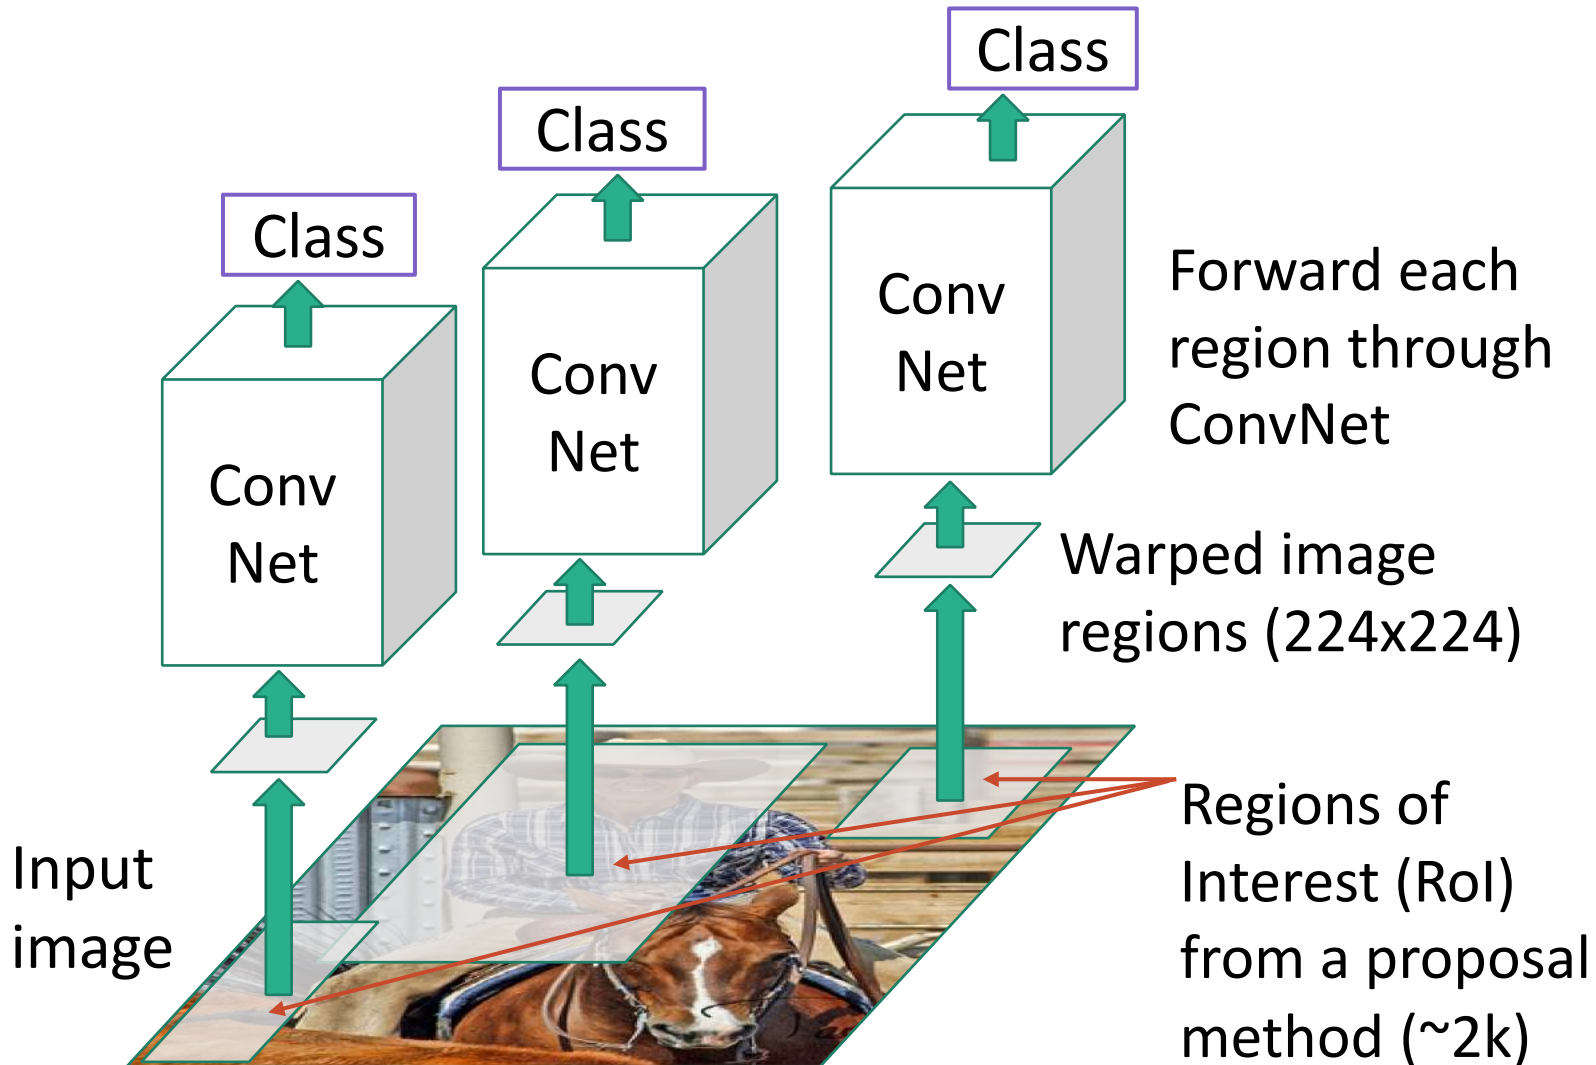 Class
Class
Class
Conv
Net
Conv
Net
Conv
Net
Forward each
region through
ConvNet
Warped image
regions (224x224)
Input
image
Regions of
Interest (RoI)
from a proposal
method (~2k)